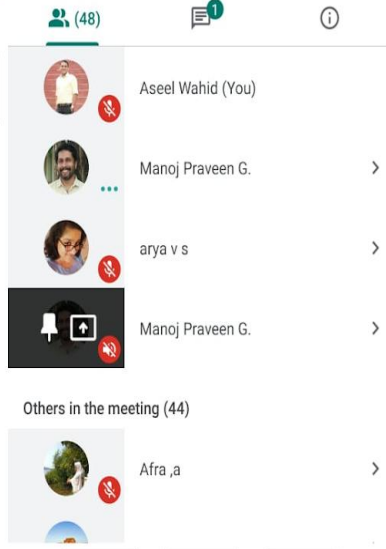 (48)
1
Aseel Wahid (You)
Manoj Praveen G.
arya v s
Manoj Praveen G.
Others in the meeting (44)
Afra ,a